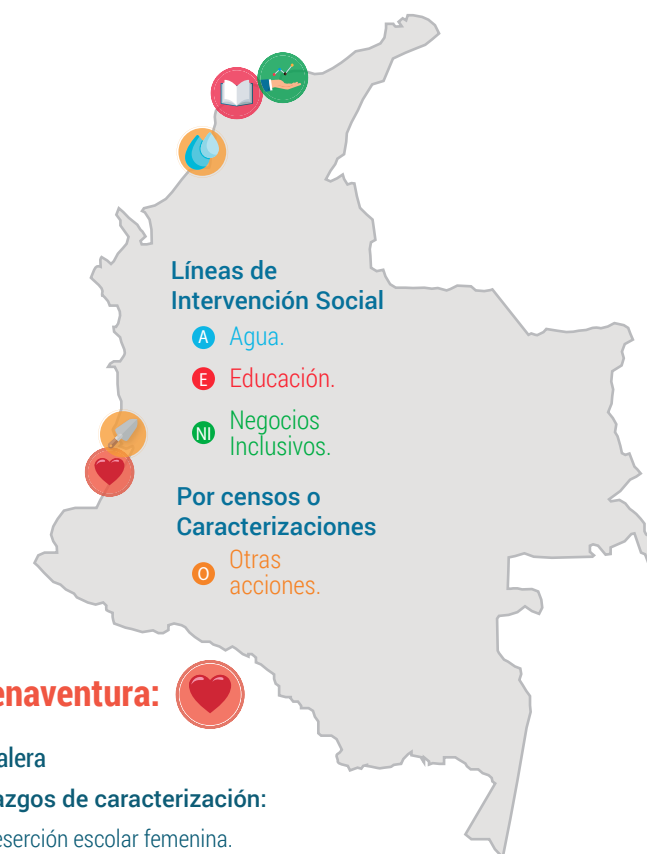 Líneas de
Intervención Social
A Agua.
E Educación.
NI Negocios
Inclusivos.
Por censos o
Caracterizaciones
O Otras
acciones.
enaventura:
alera
azgos de caracterización:
eserción escolar femenina.